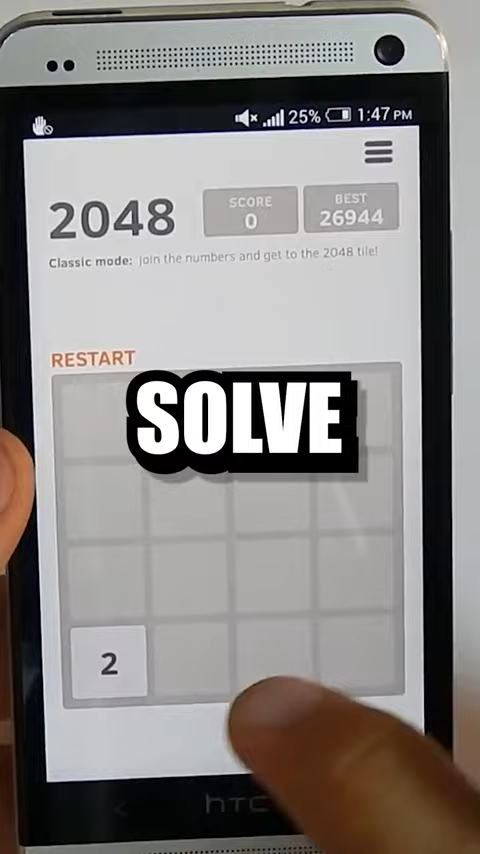 25% 1:47 PM
2048
SCORE
0
BEST
26944
Classic mode: join the numbers and get to the 2048 tile!
RESTART
SOLVE
2
hTC